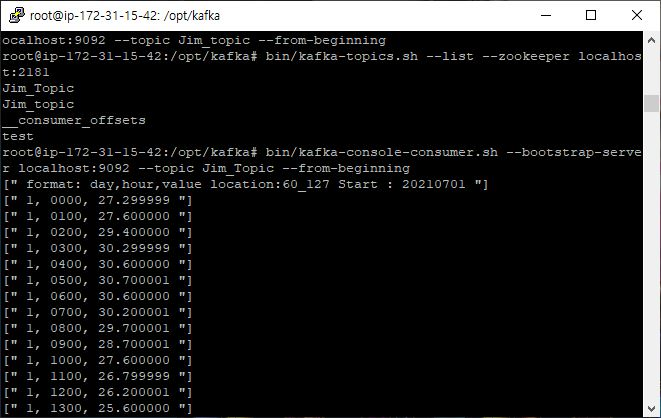 root@ip-172-31-15-42: /opt/kafka
ocalhost:9092 --topic Jim_topic --from-beginning
root@ip-172-31-15-42:/opt/kafka# bin/kafka-topics.sh --list --zookeeper localhos
t:2181
Jim_Topic
Jim_topic
__consumer_offsets
test
root@ip-172-31-15-42:/opt/kafka# bin/kafka-console-consumer.sh --bootstrap-serve
r localhost:9092 --topic Jim_Topic --from-beginning
[" format: day,hour,value location:60_127 Start : 20210701 "]
[" 1, 0000, 27.299999 "]
[" 1, 0100, 27.600000 "]
[" 1, 0200, 29.400000 "]
[" 1, 0300, 30.299999 "]
[" 1, 0400, 30.600000 "]
[" 1, 0500, 30.700001 "]
[" 1, 0600, 30.600000 "]
[" 1, 0700, 30.200001 "]
[" 1, 0800, 29.700001 "]
[" 1, 0900, 28.700001 "]
[" 1, 1000, 27.600000 "]
[" 1, 1100, 26.799999 "]
[" 1, 1200, 26.200001 "]
[" 1, 1300, 25.600000 "]